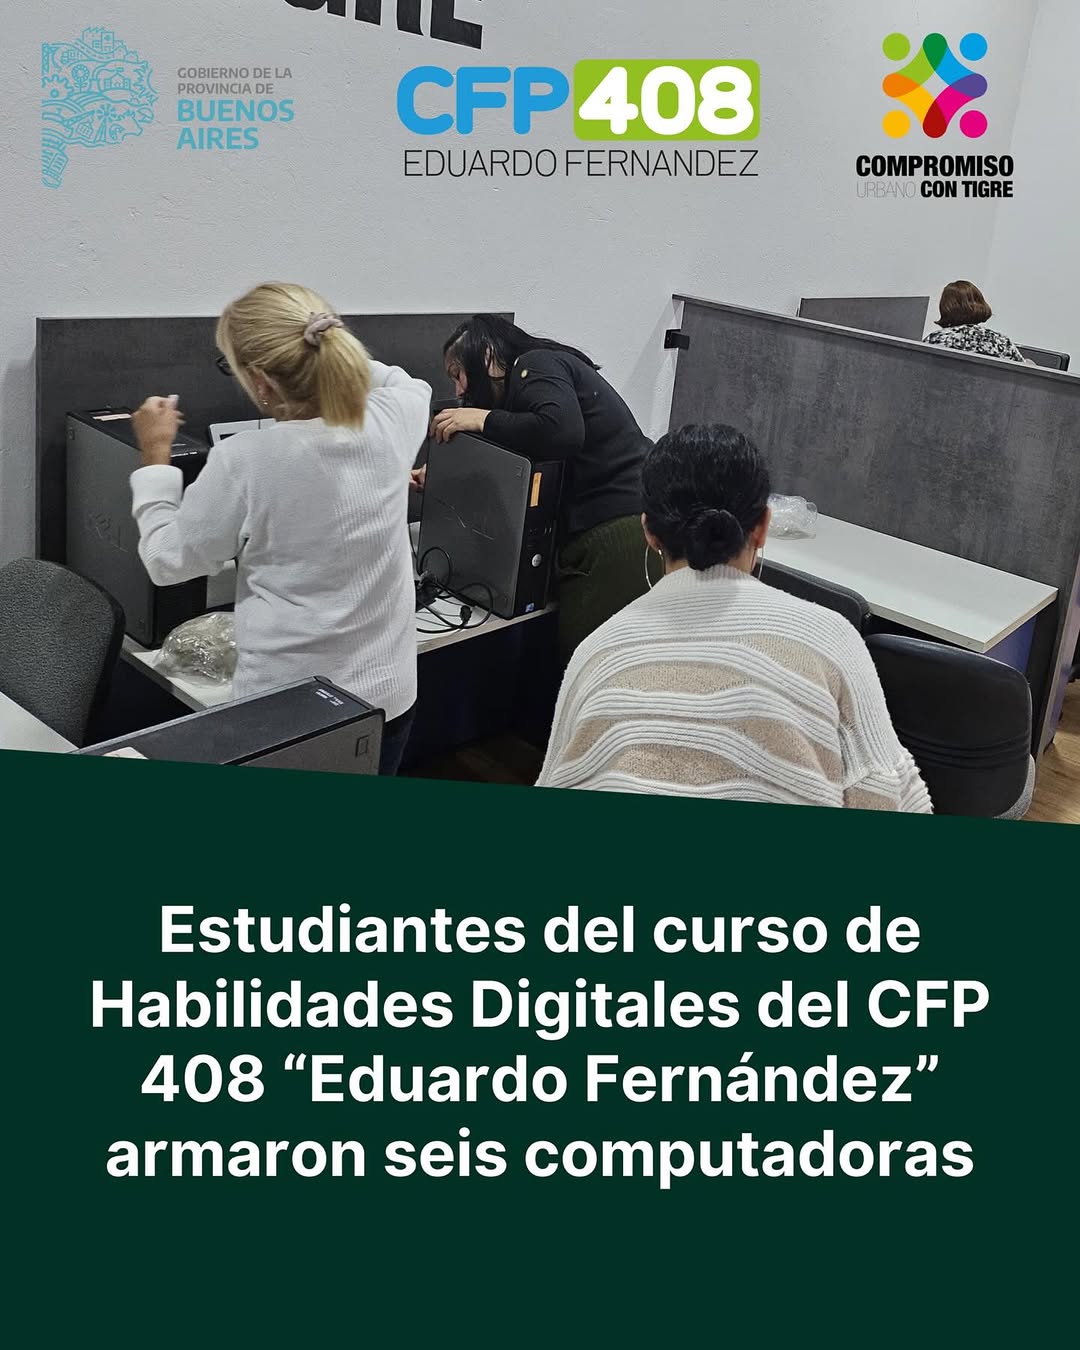 GOBIERNO DE LA
PROVINCIA DE
BUENOS
AIRES
CFP 408
EDUARDO FERNANDEZ
COMPROMISO
URBANO CON TIGRE
Estudiantes del curso de
Habilidades Digitales del CFP
408 “Eduardo Fernández”
armaron seis computadoras